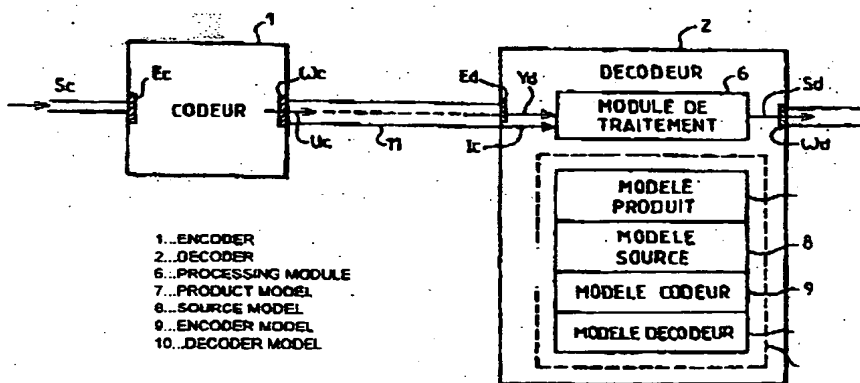 1
2
Sc
Ec
CODEUR
Wc
Uc
Π
Ed
Yd
Ic
DECODEUR
6
MODULE DE
TRAITEMENT
Sd
Wd
MODELE
PRODUIT
MODELE
SOURCE
8
MODELE CODEUR
9
MODELE DECODEUR
1...ENCODER
2...DECODER
6...PROCESSING MODULE
7...PRODUCT MODEL
8...SOURCE MODEL
9...ENCODER MODEL
10...DECODER MODEL